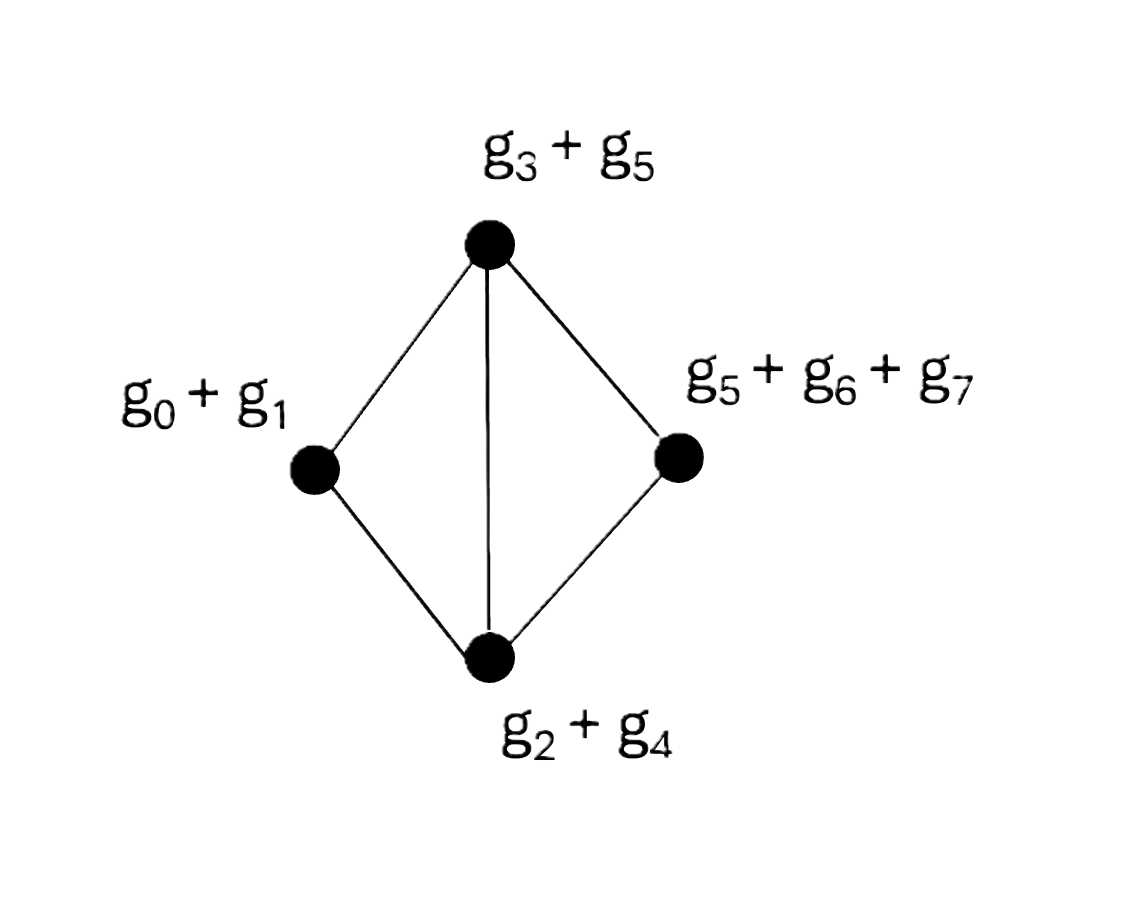 g₃ + g₅
g₅ + g₆ + g₇
g₀ + g₁
g₂ + g₄